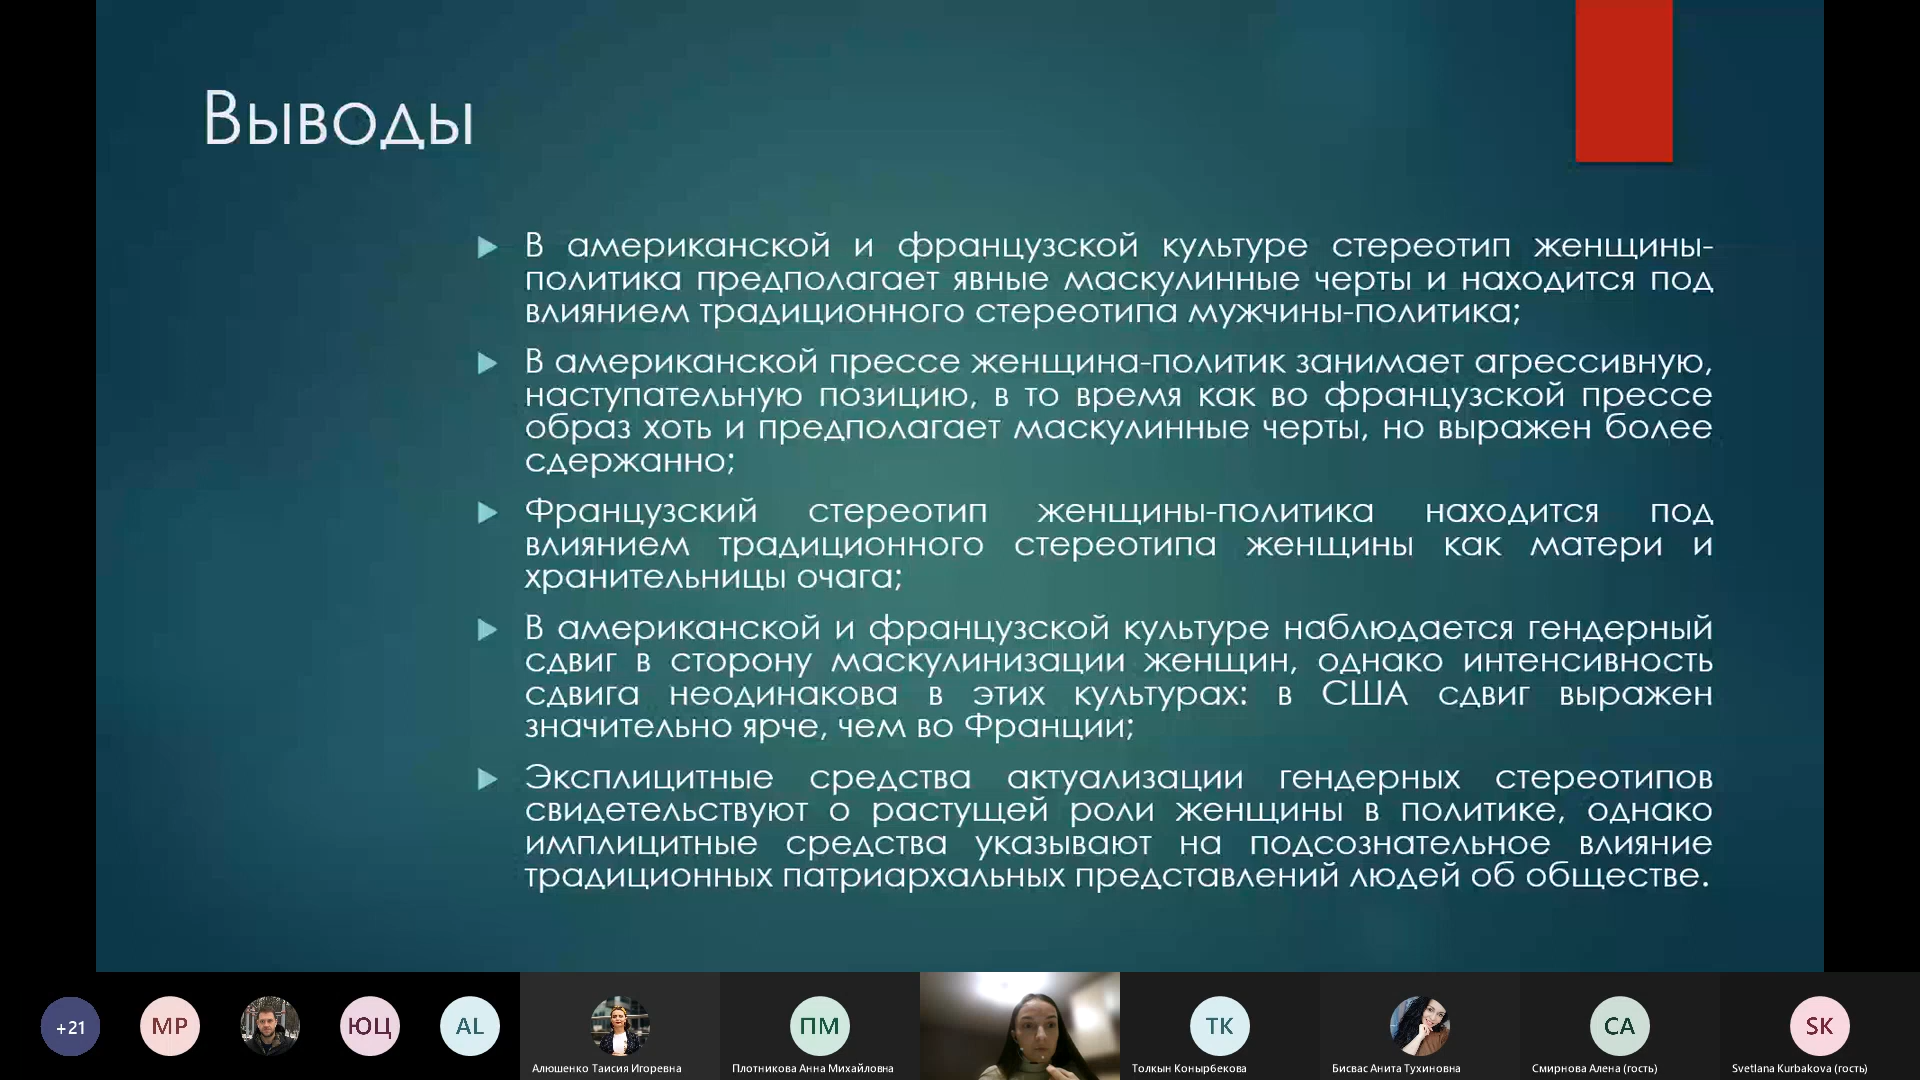 Выводы
В американской и французской культуре стереотип женщины-
политика предполагает явные маскулинные черты и находится под
влиянием традиционного стереотипа мужчины-политика;
В американской прессе женщина-политик занимает агрессивную,
наступательную позицию, в то время как во французской прессе
образ хоть и предполагает маскулинные черты, но выражен более
сдержанно;
Французский стереотип женщины-политика находится под
влиянием традиционного стереотипа женщины как матери и
хранительницы очага;
В американской и французской культуре наблюдается гендерный
сдвиг в сторону маскулинизации женщин, однако интенсивность
сдвига неодинакова в этих культурах: в США сдвиг выражен
значительно ярче, чем во Франции;
Эксплицитные средства актуализации гендерных стереотипов
свидетельствуют о растущей роли женщины в политике, однако
имплицитные средства указывают на подсознательное влияние
традиционных патриархальных представлений людей об обществе.
+21
МР
ЮЦ
AL
ПМ
ТК
СА
SK
Алюшенко Таисия Игоревна
Плотникова Анна Михайловна
Толкын Конырбекова
Бисвас Анита Тухиновна
Смирнова Алена (гость)
Svetlana Kurbakova (гость)